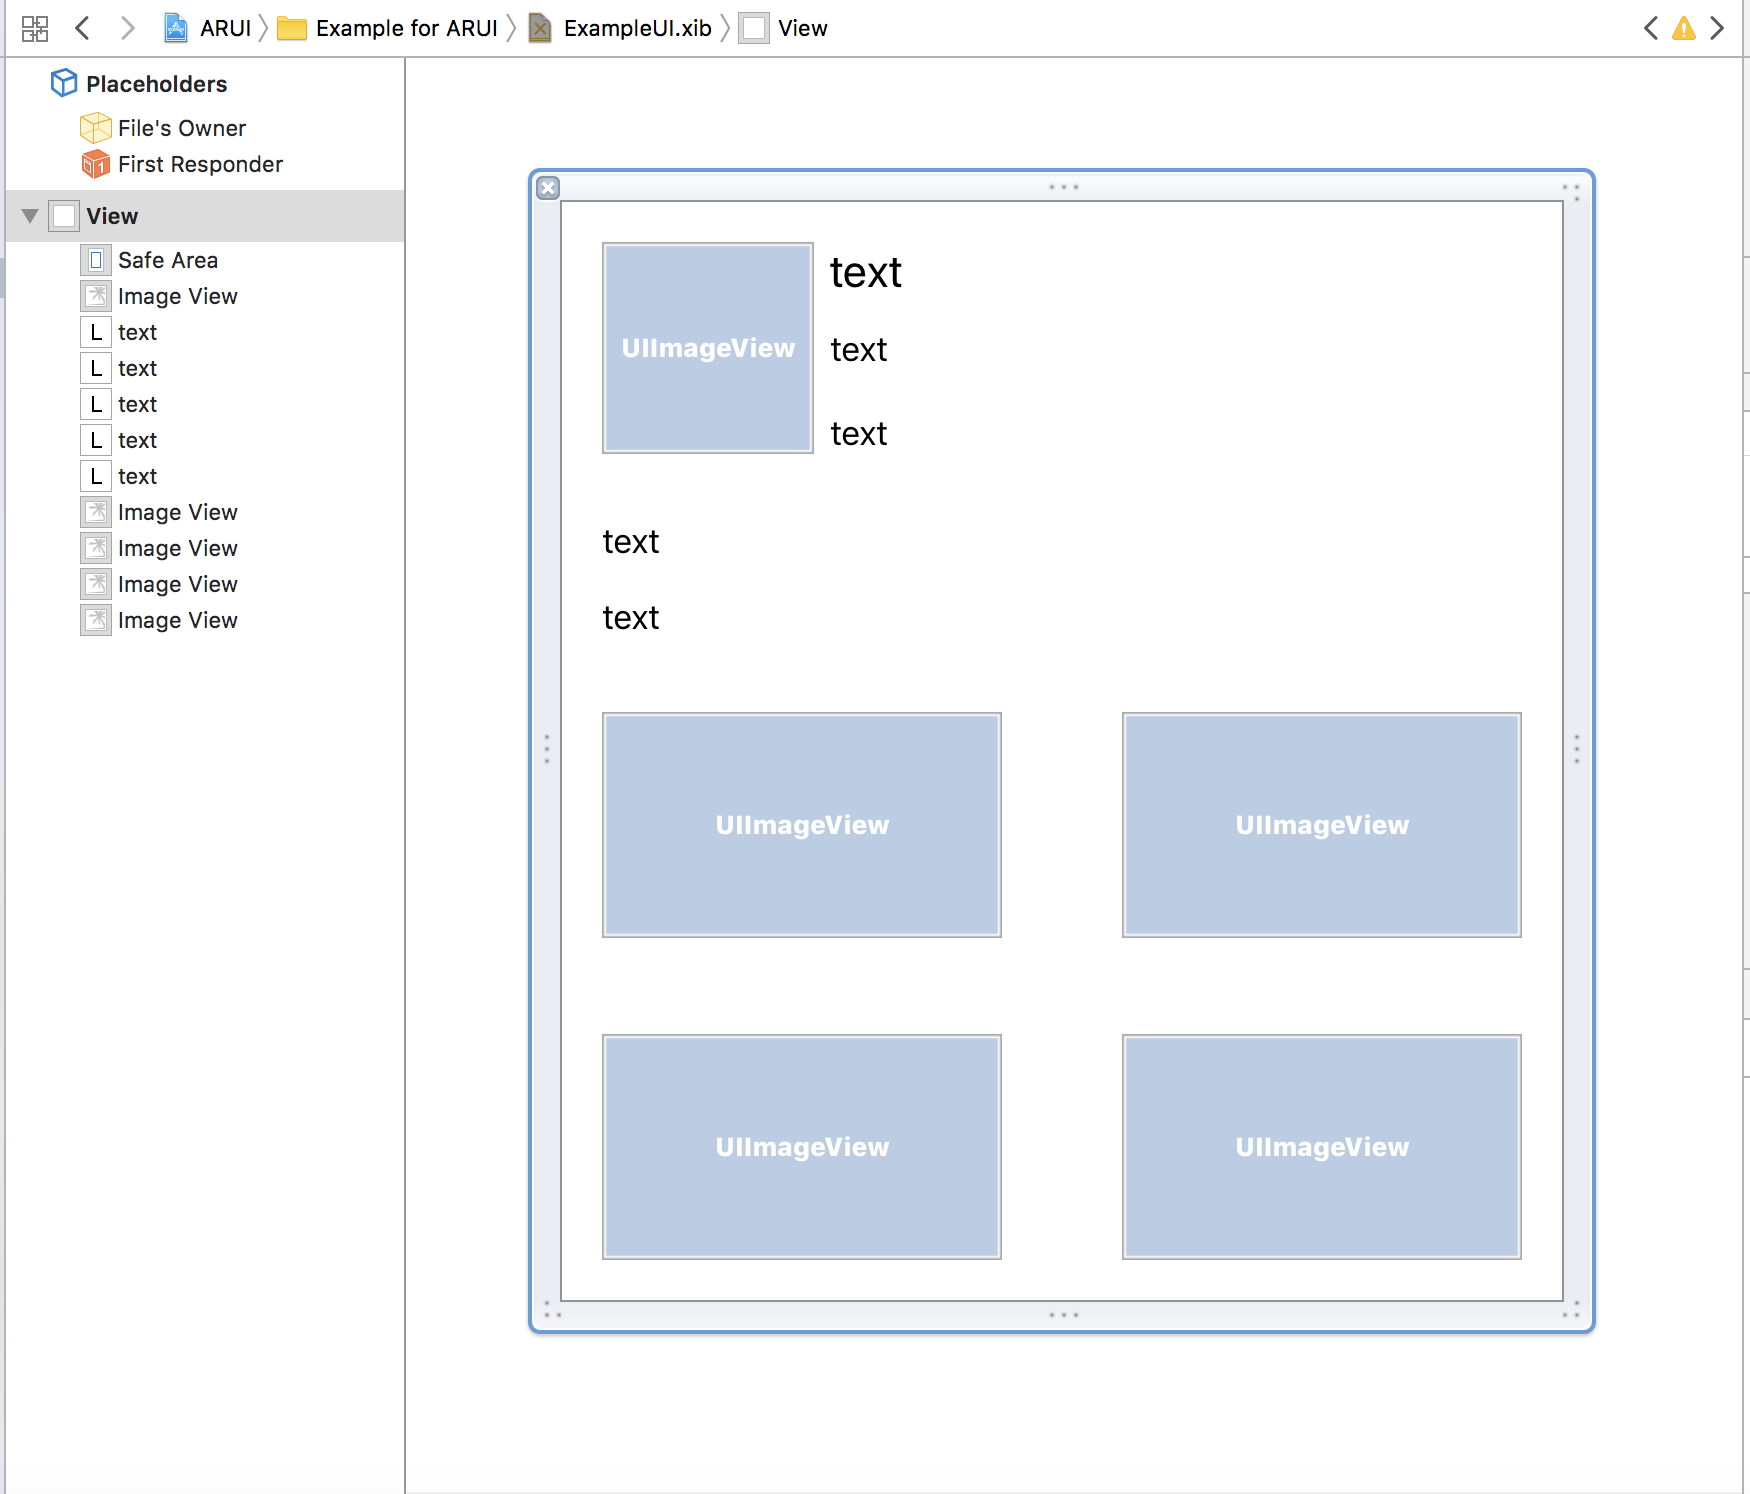 ARUI Example for ARUI ExampleUI.xib View
Placeholders
File's Owner
First Responder
View
Safe Area
Image View
L text
L text
L text
L text
L text
Image View
Image View
Image View
Image View
text
UIImageView
text
text
text
text
UIImageView UIImageView
UIImageView UIImageView